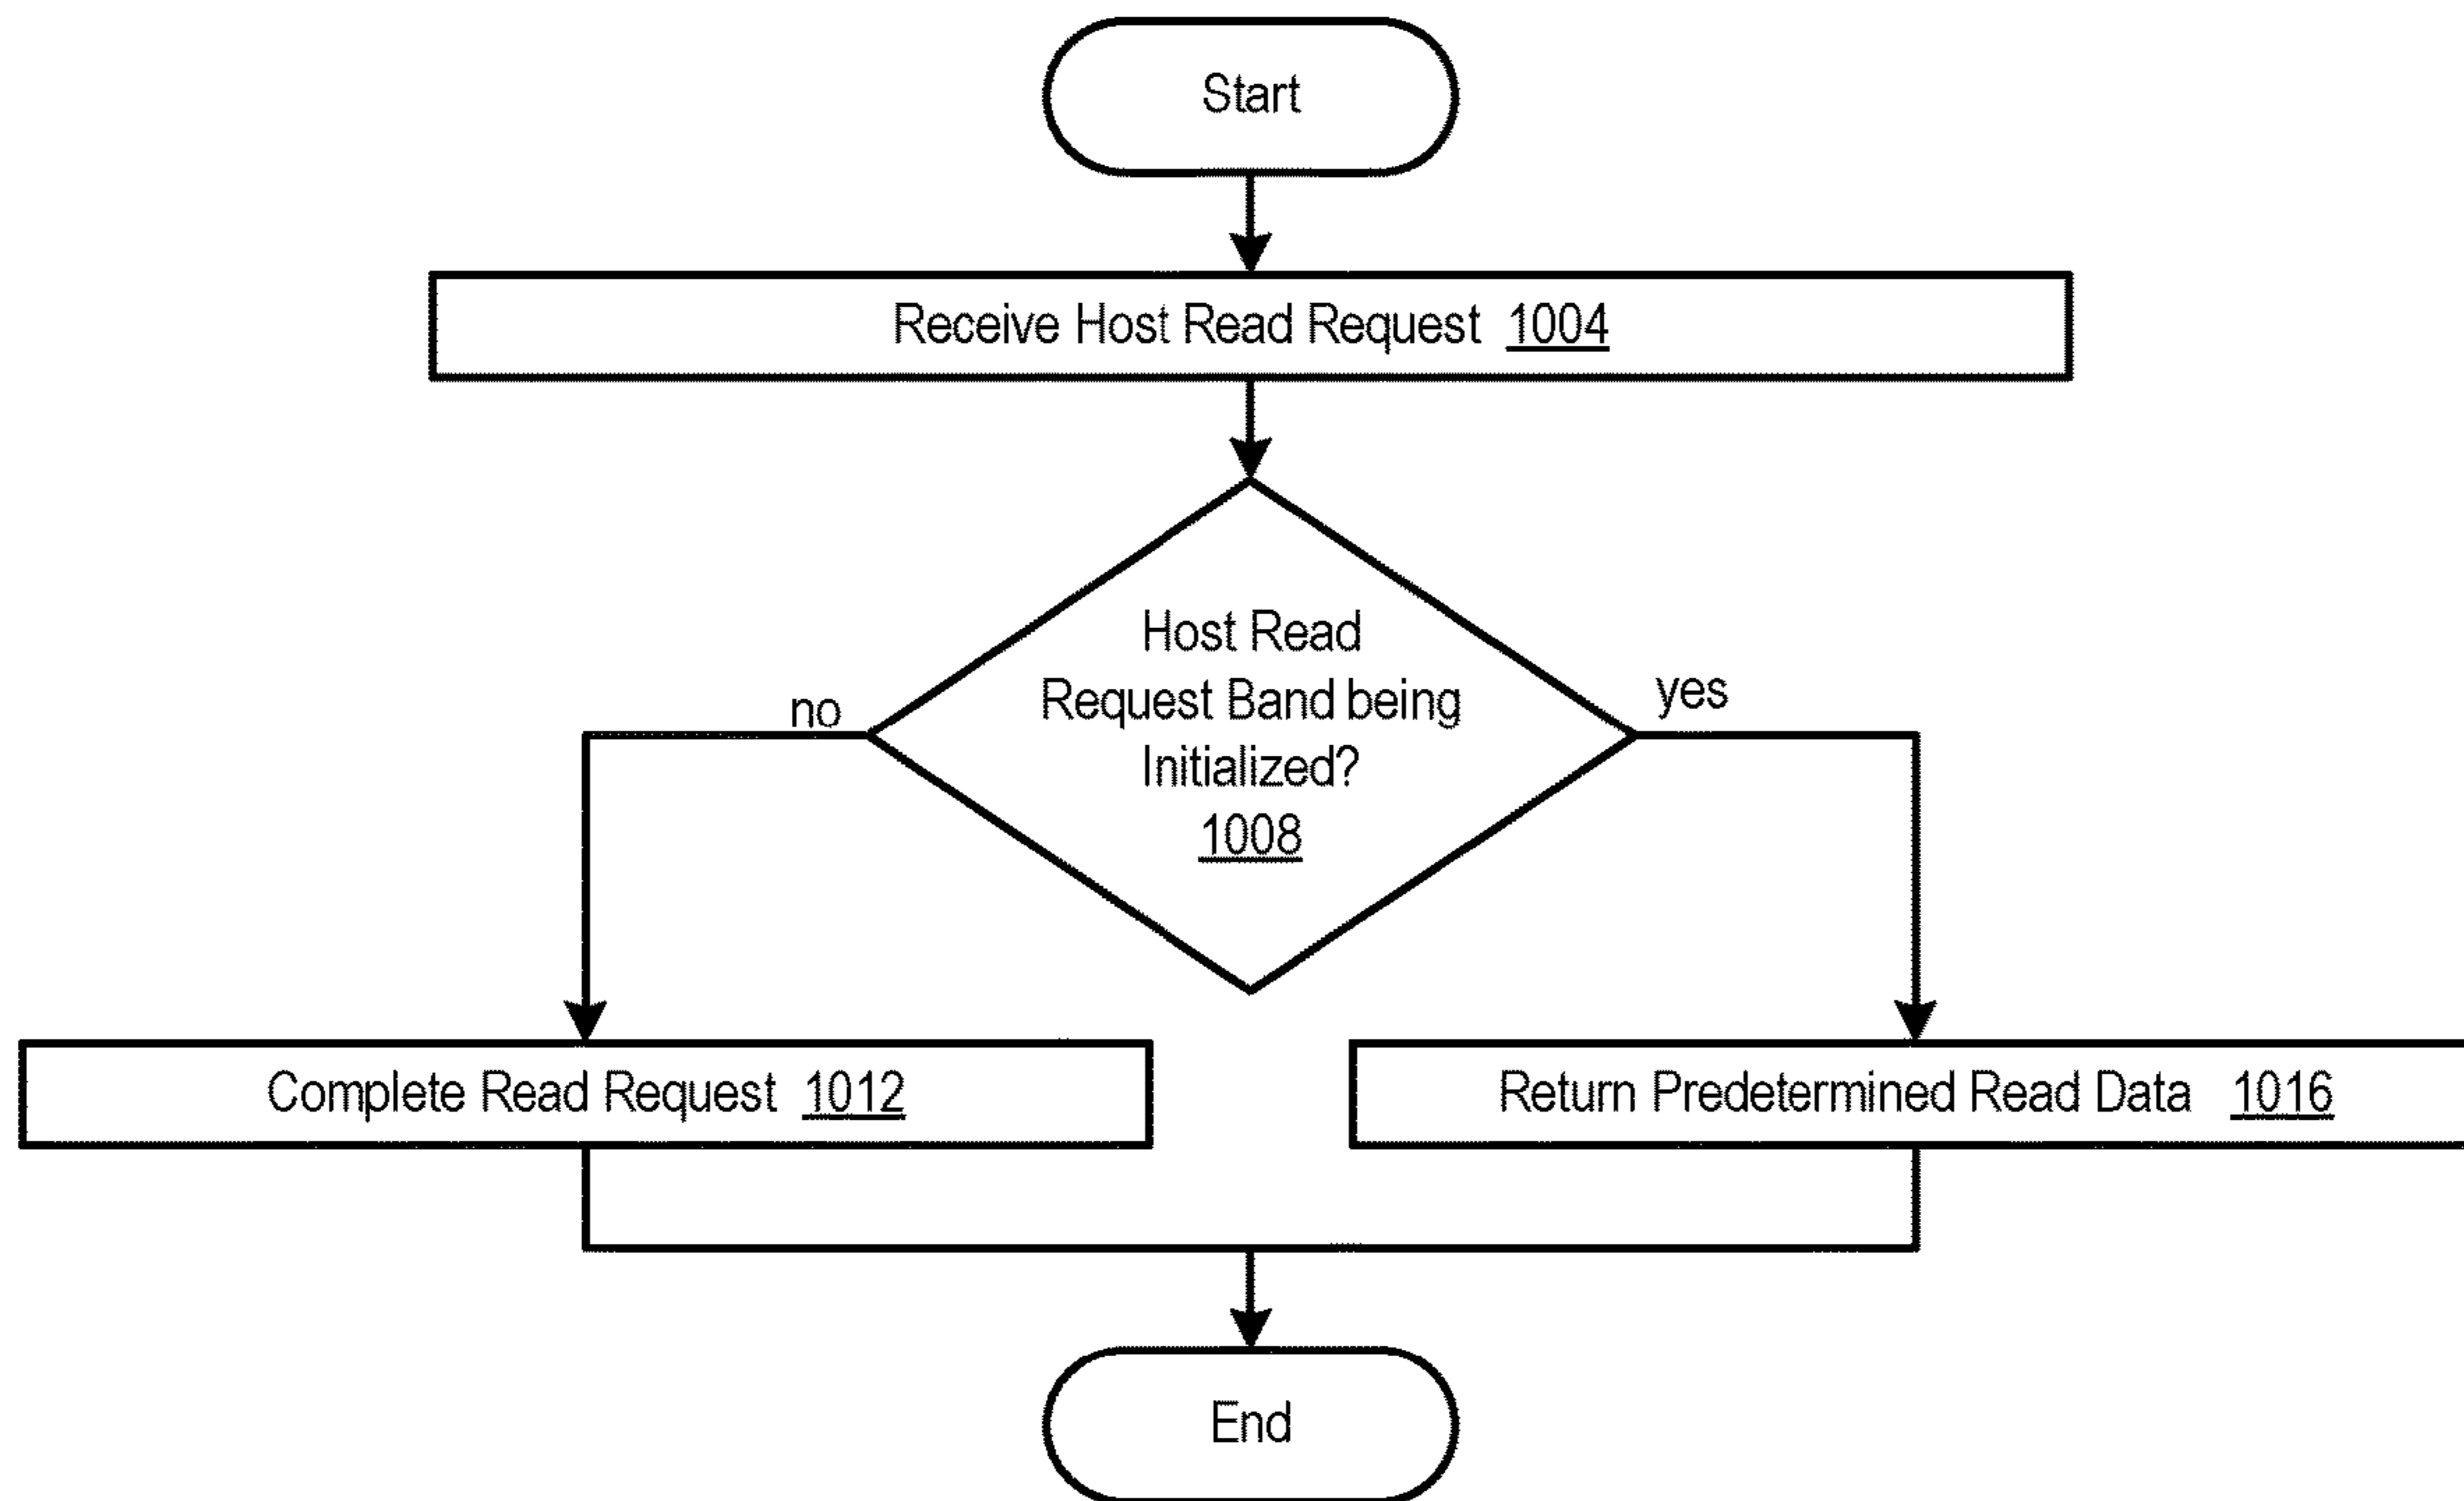 Start
Receive Host Read Request 1004
Host Read
Request Band being
Initialized?
1008
no
yes
Complete Read Request 1012
Return Predetermined Read Data 1016
End